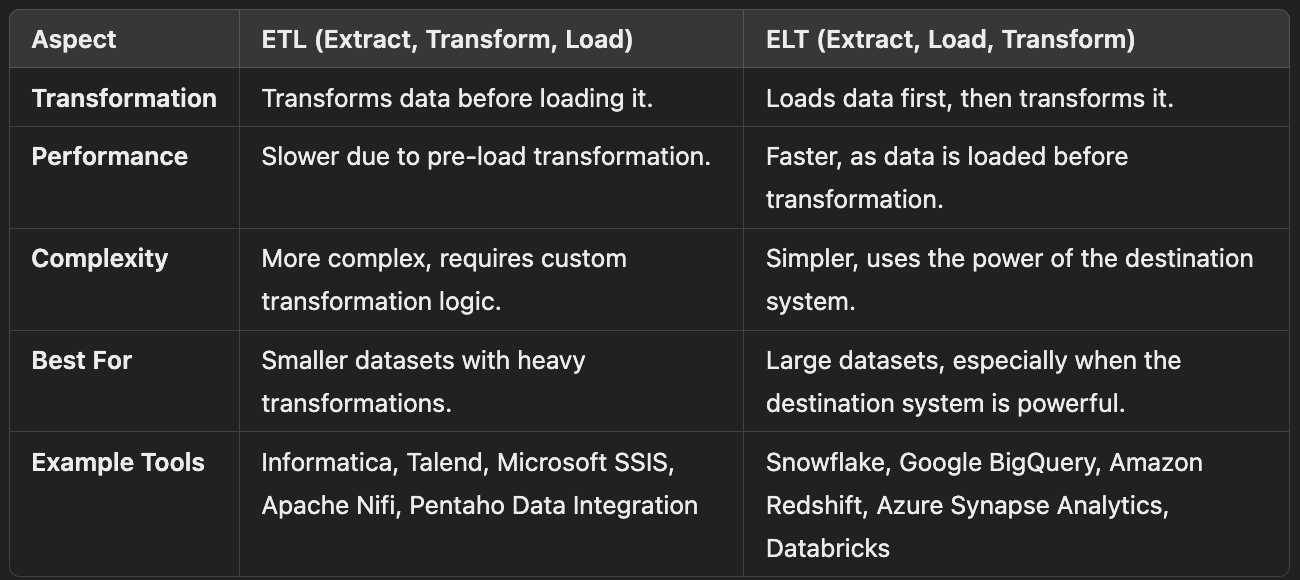 Aspect
ETL (Extract, Transform, Load)
ELT (Extract, Load, Transform)
Transformation
Transforms data before loading it.
Loads data first, then transforms it.
Performance
Slower due to pre-load transformation.
Faster, as data is loaded before
transformation.
Complexity
More complex, requires custom
transformation logic.
Simpler, uses the power of the destination
system.
Best For
Smaller datasets with heavy
transformations.
Large datasets, especially when the
destination system is powerful.
Example Tools
Informatica, Talend, Microsoft SSIS,
Apache Nifi, Pentaho Data Integration
Snowflake, Google BigQuery, Amazon
Redshift, Azure Synapse Analytics,
Databricks